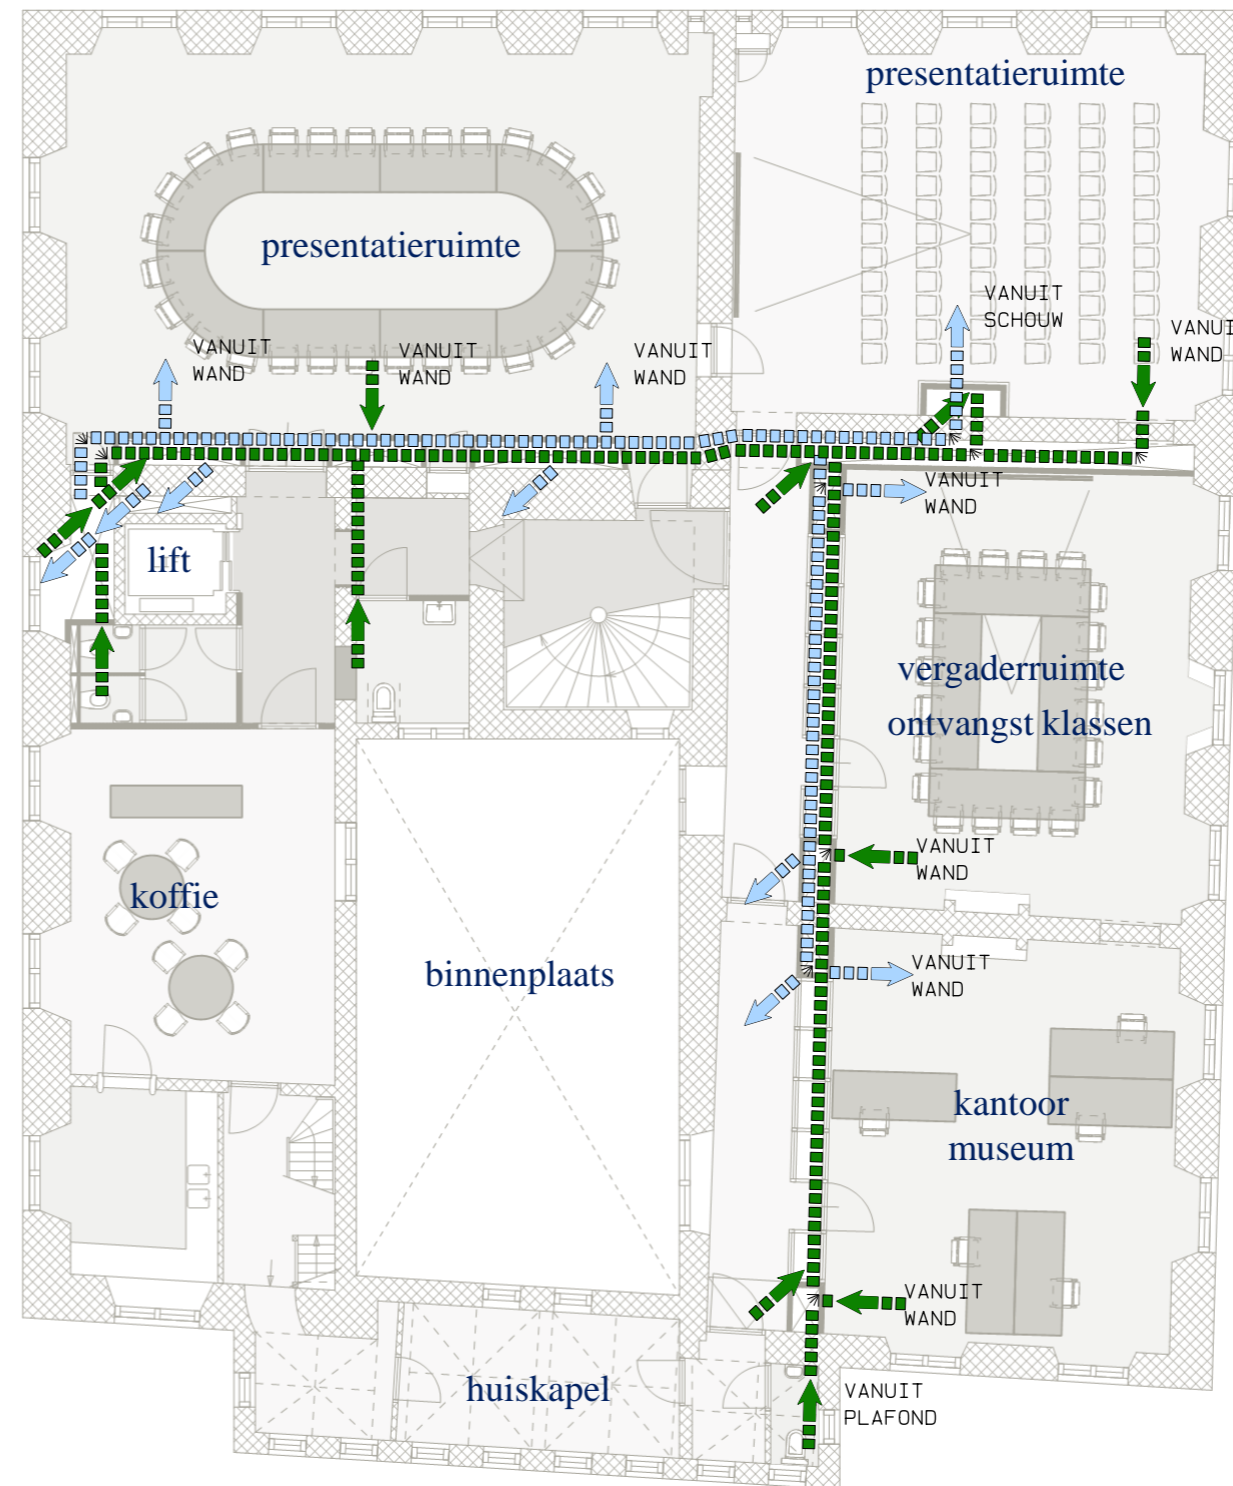 presentatieruimte
presentatieruimte
VANUIT
SCHOUW
VANUI
WAND
VANUIT
WAND
VANUIT
WAND
VANUIT
WAND
VANUIT
WAND
lift
vergaderruimte
ontvangst klassen
VANUIT
WAND
koffie
binnenplaats
VANUIT
WAND
kantoor
museum
VANUIT
WAND
huiskapel
VANUIT
PLAFOND